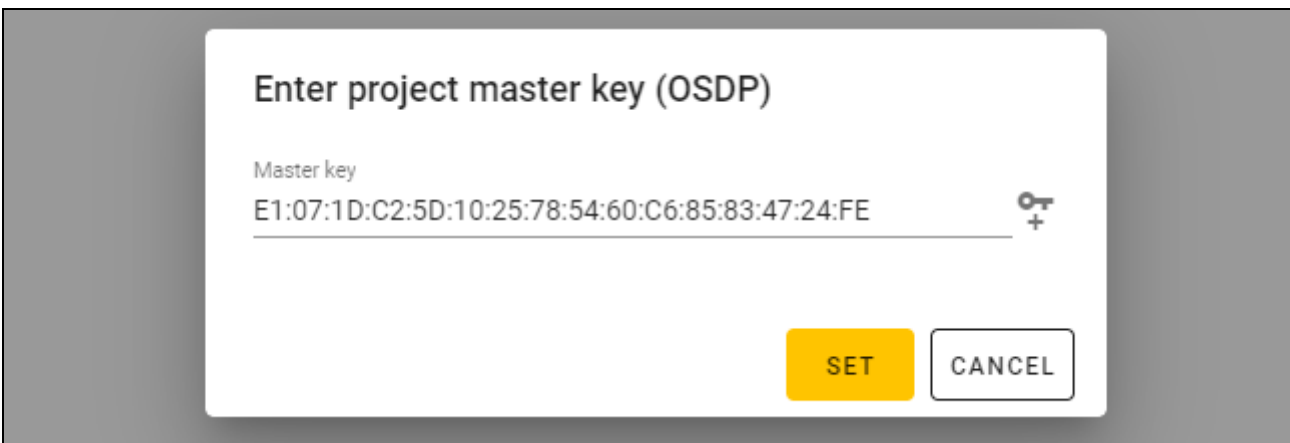 Enter project master key (OSDP)
Master key
E1:07:1D:C2:5D:10:25:78:54:60:C6:85:83:47:24:FE
SET CANCEL